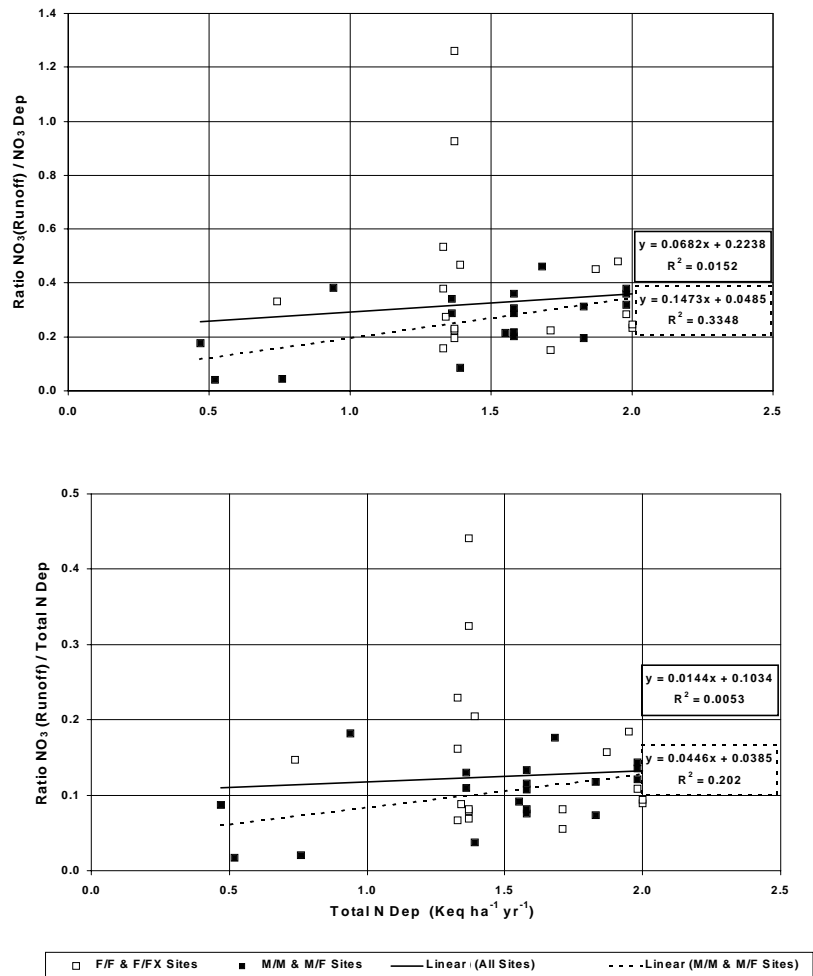 1.4
1.2
1.0
0.8
0.6
0.4
0.2
0.0
Ratio NO₃(Runoff) / NO₃ Dep
y = 0.0682x + 0.2238
R² = 0.0152
y = 0.1473x + 0.0485
R² = 0.3348
0.0 0.5 1.0 1.5 2.0 2.5
0.5
0.4
0.3
0.2
0.1
0.0
Ratio NO₃ (Runoff) / Total N Dep
y = 0.0144x + 0.1034
R² = 0.0053
y = 0.0446x + 0.0385
R² = 0.202
0.0 0.5 1.0 1.5 2.0 2.5
Total N Dep (Keq ha⁻¹ yr⁻¹)
F/F & F/FX Sites M/M & M/F Sites Linear (All Sites) Linear (M/M & M/F Sites)